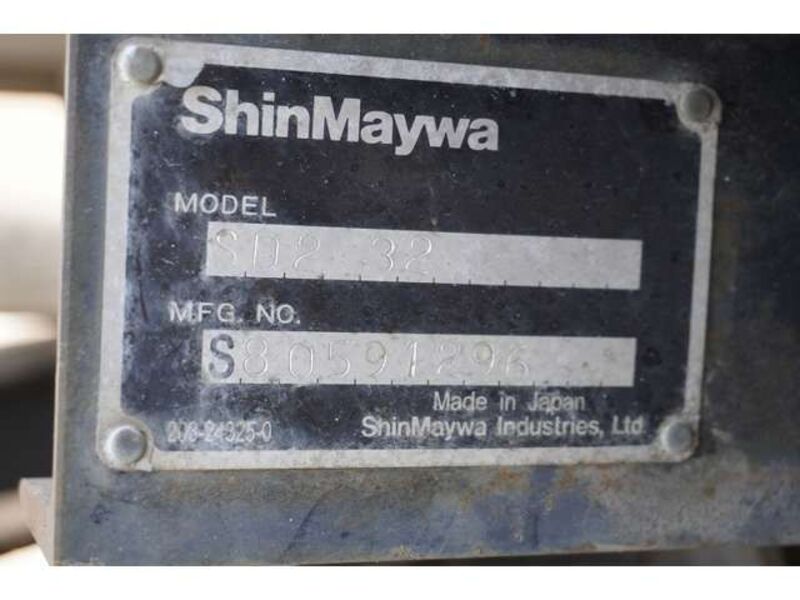 ShinMaywa
MODEL
SD2 32
MFG. NO.
S80591296
Made in Japan
208-24325-0
ShinMaywa Industries, Ltd